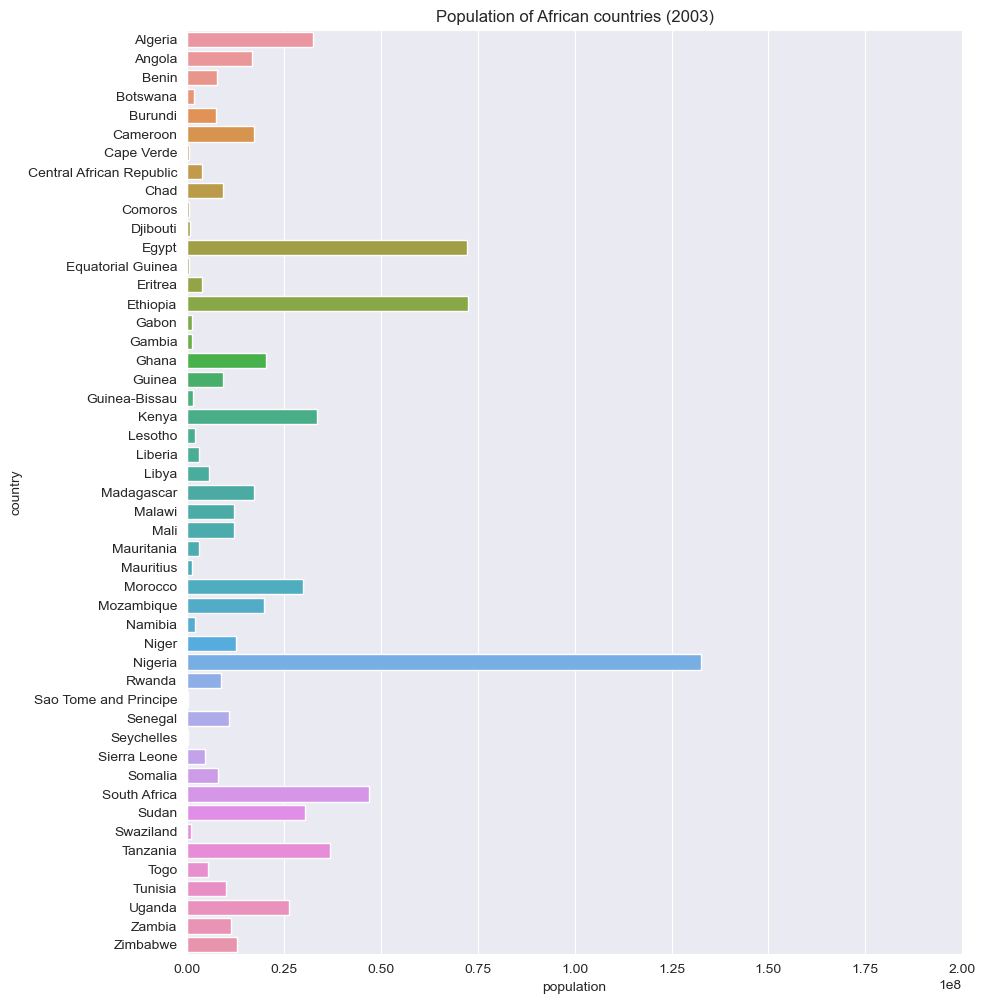 Population of African countries (2003)
Algeria
Angola
Benin
Botswana
Burundi
Cameroon
Cape Verde
Central African Republic
Chad
Comoros
Djibouti
Egypt
Equatorial Guinea
Eritrea
Ethiopia
Gabon
Gambia
Ghana
Guinea
Guinea-Bissau
Kenya
Lesotho
Liberia
Libya
Madagascar
Malawi
Mali
Mauritania
Mauritius
Morocco
Mozambique
Namibia
Niger
Nigeria
Rwanda
Sao Tome and Principe
Senegal
Seychelles
Sierra Leone
Somalia
South Africa
Sudan
Swaziland
Tanzania
Togo
Tunisia
Uganda
Zambia
Zimbabwe
country
0.00 0.25 0.50 0.75 1.00 1.25 1.50 1.75 2.00
1e8
population